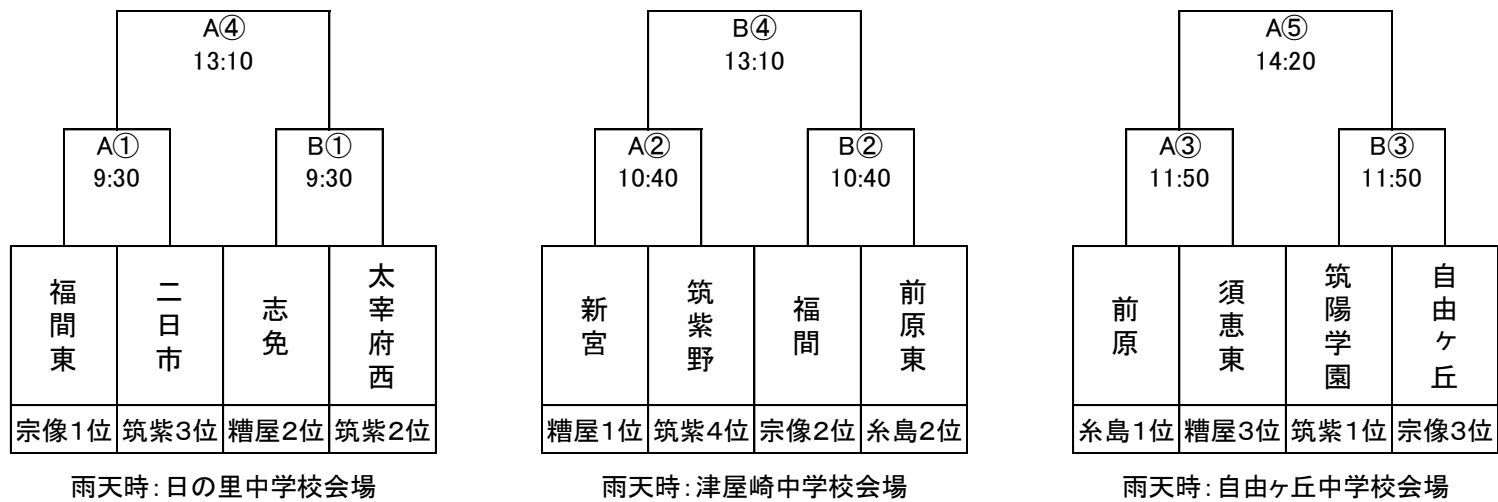 A④
13:10
A①
9:30
B①
9:30
福間東
二日市
志免
太宰府西
宗像1位
筑紫3位
糟屋2位
筑紫2位
雨天時:日の里中学校会場
B④
13:10
A②
10:40
B②
10:40
新宮
筑紫野
福間
前原東
糟屋1位
筑紫4位
宗像2位
糸島2位
雨天時:津屋崎中学校会場
A⑤
14:20
A③
11:50
B③
11:50
前原
須恵東
筑陽学園
自由ヶ丘
糸島1位
糟屋3位
筑紫1位
宗像3位
雨天時:自由ヶ丘中学校会場